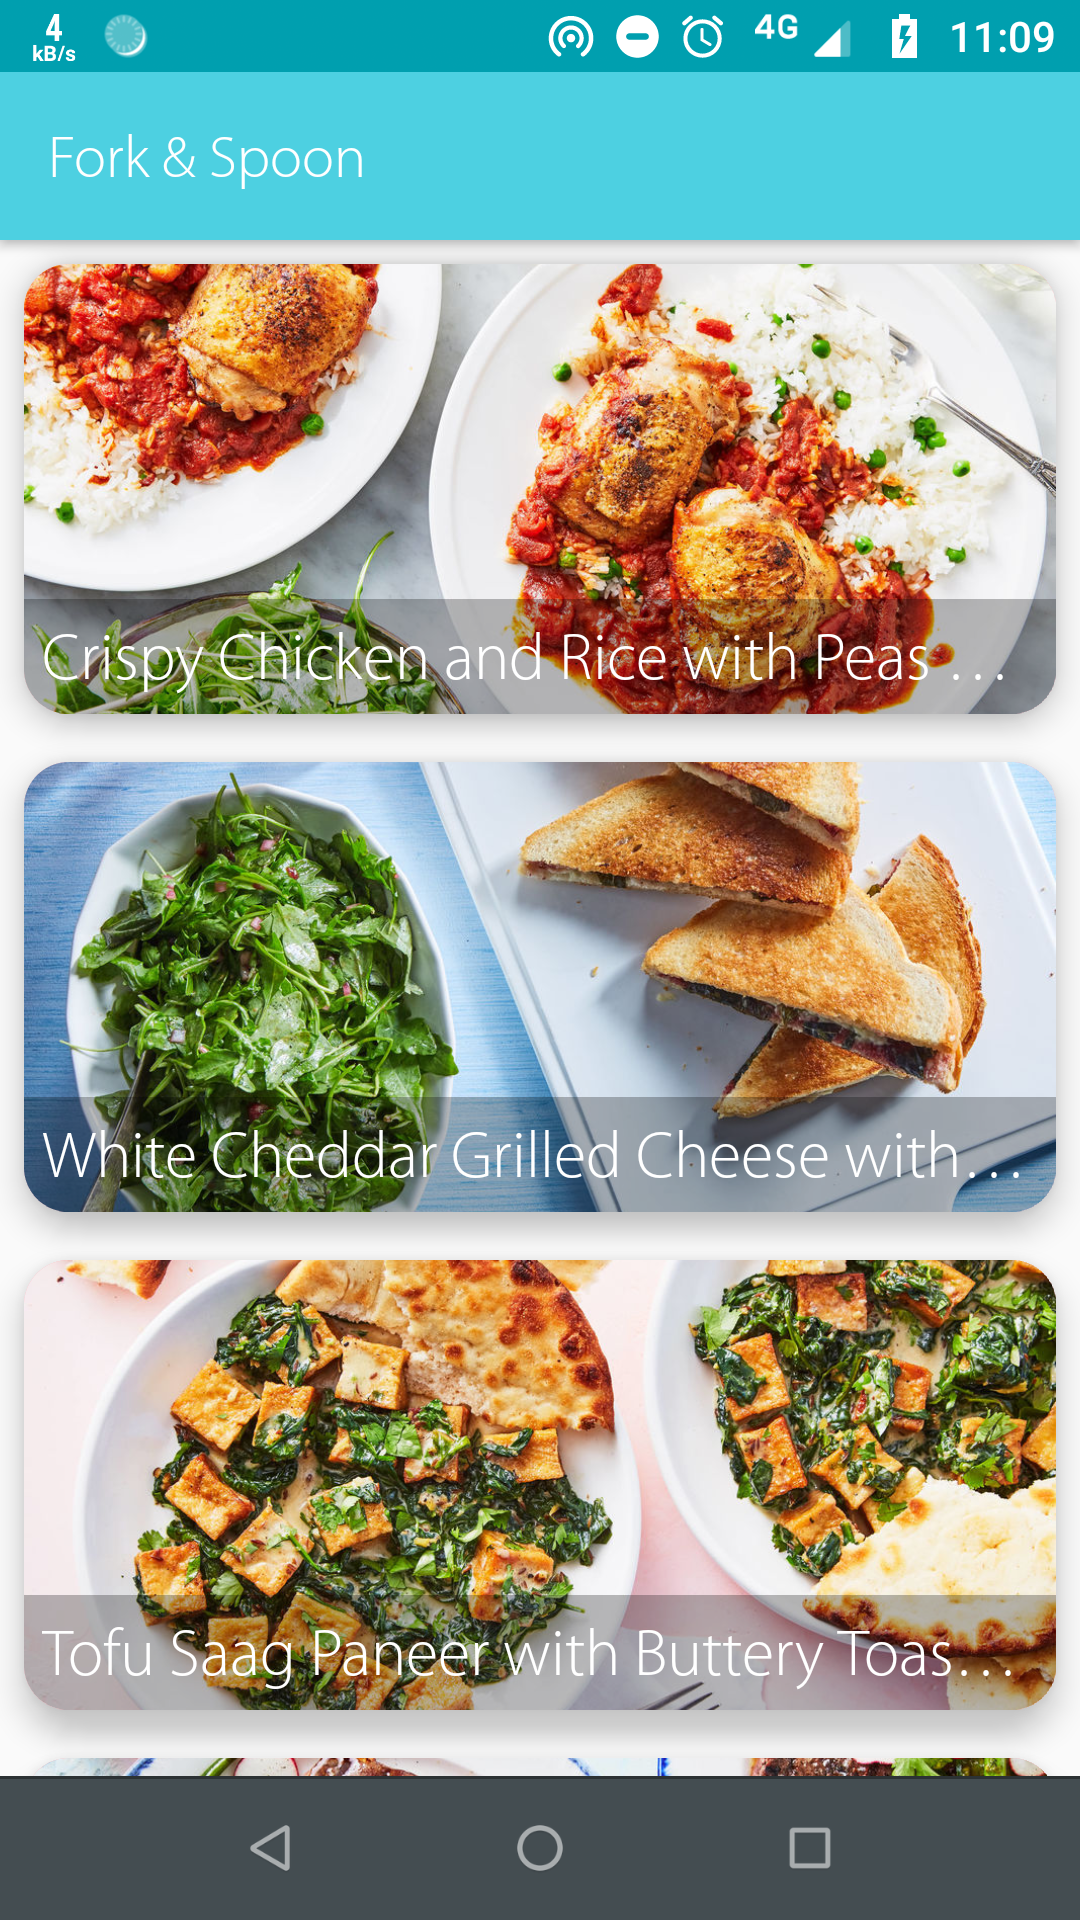 4
kB/s
4G
11:09
Fork & Spoon
Crispy Chicken and Rice with Peas ...
White Cheddar Grilled Cheese with...
Tofu Saag Paneer with Buttery Toas...